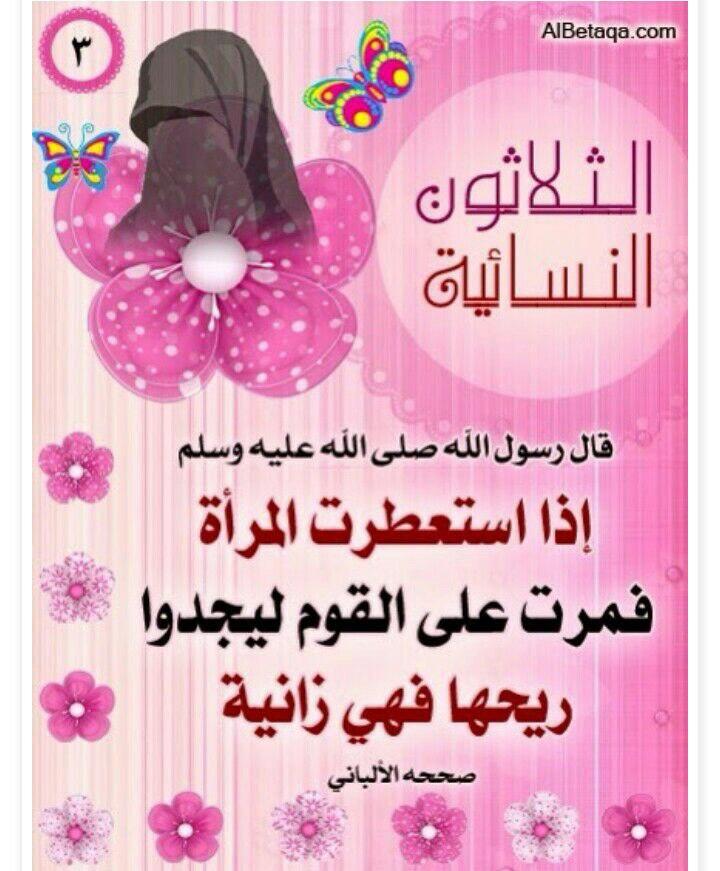 AlBetaqa.com
٣
الثلاثون
النسائية
قال رسول الله صلى الله عليه وسلم
إذا استعطرت المرأة
فمرت على القوم ليجدوا
ريحها فهي زانية
صححه الألباني